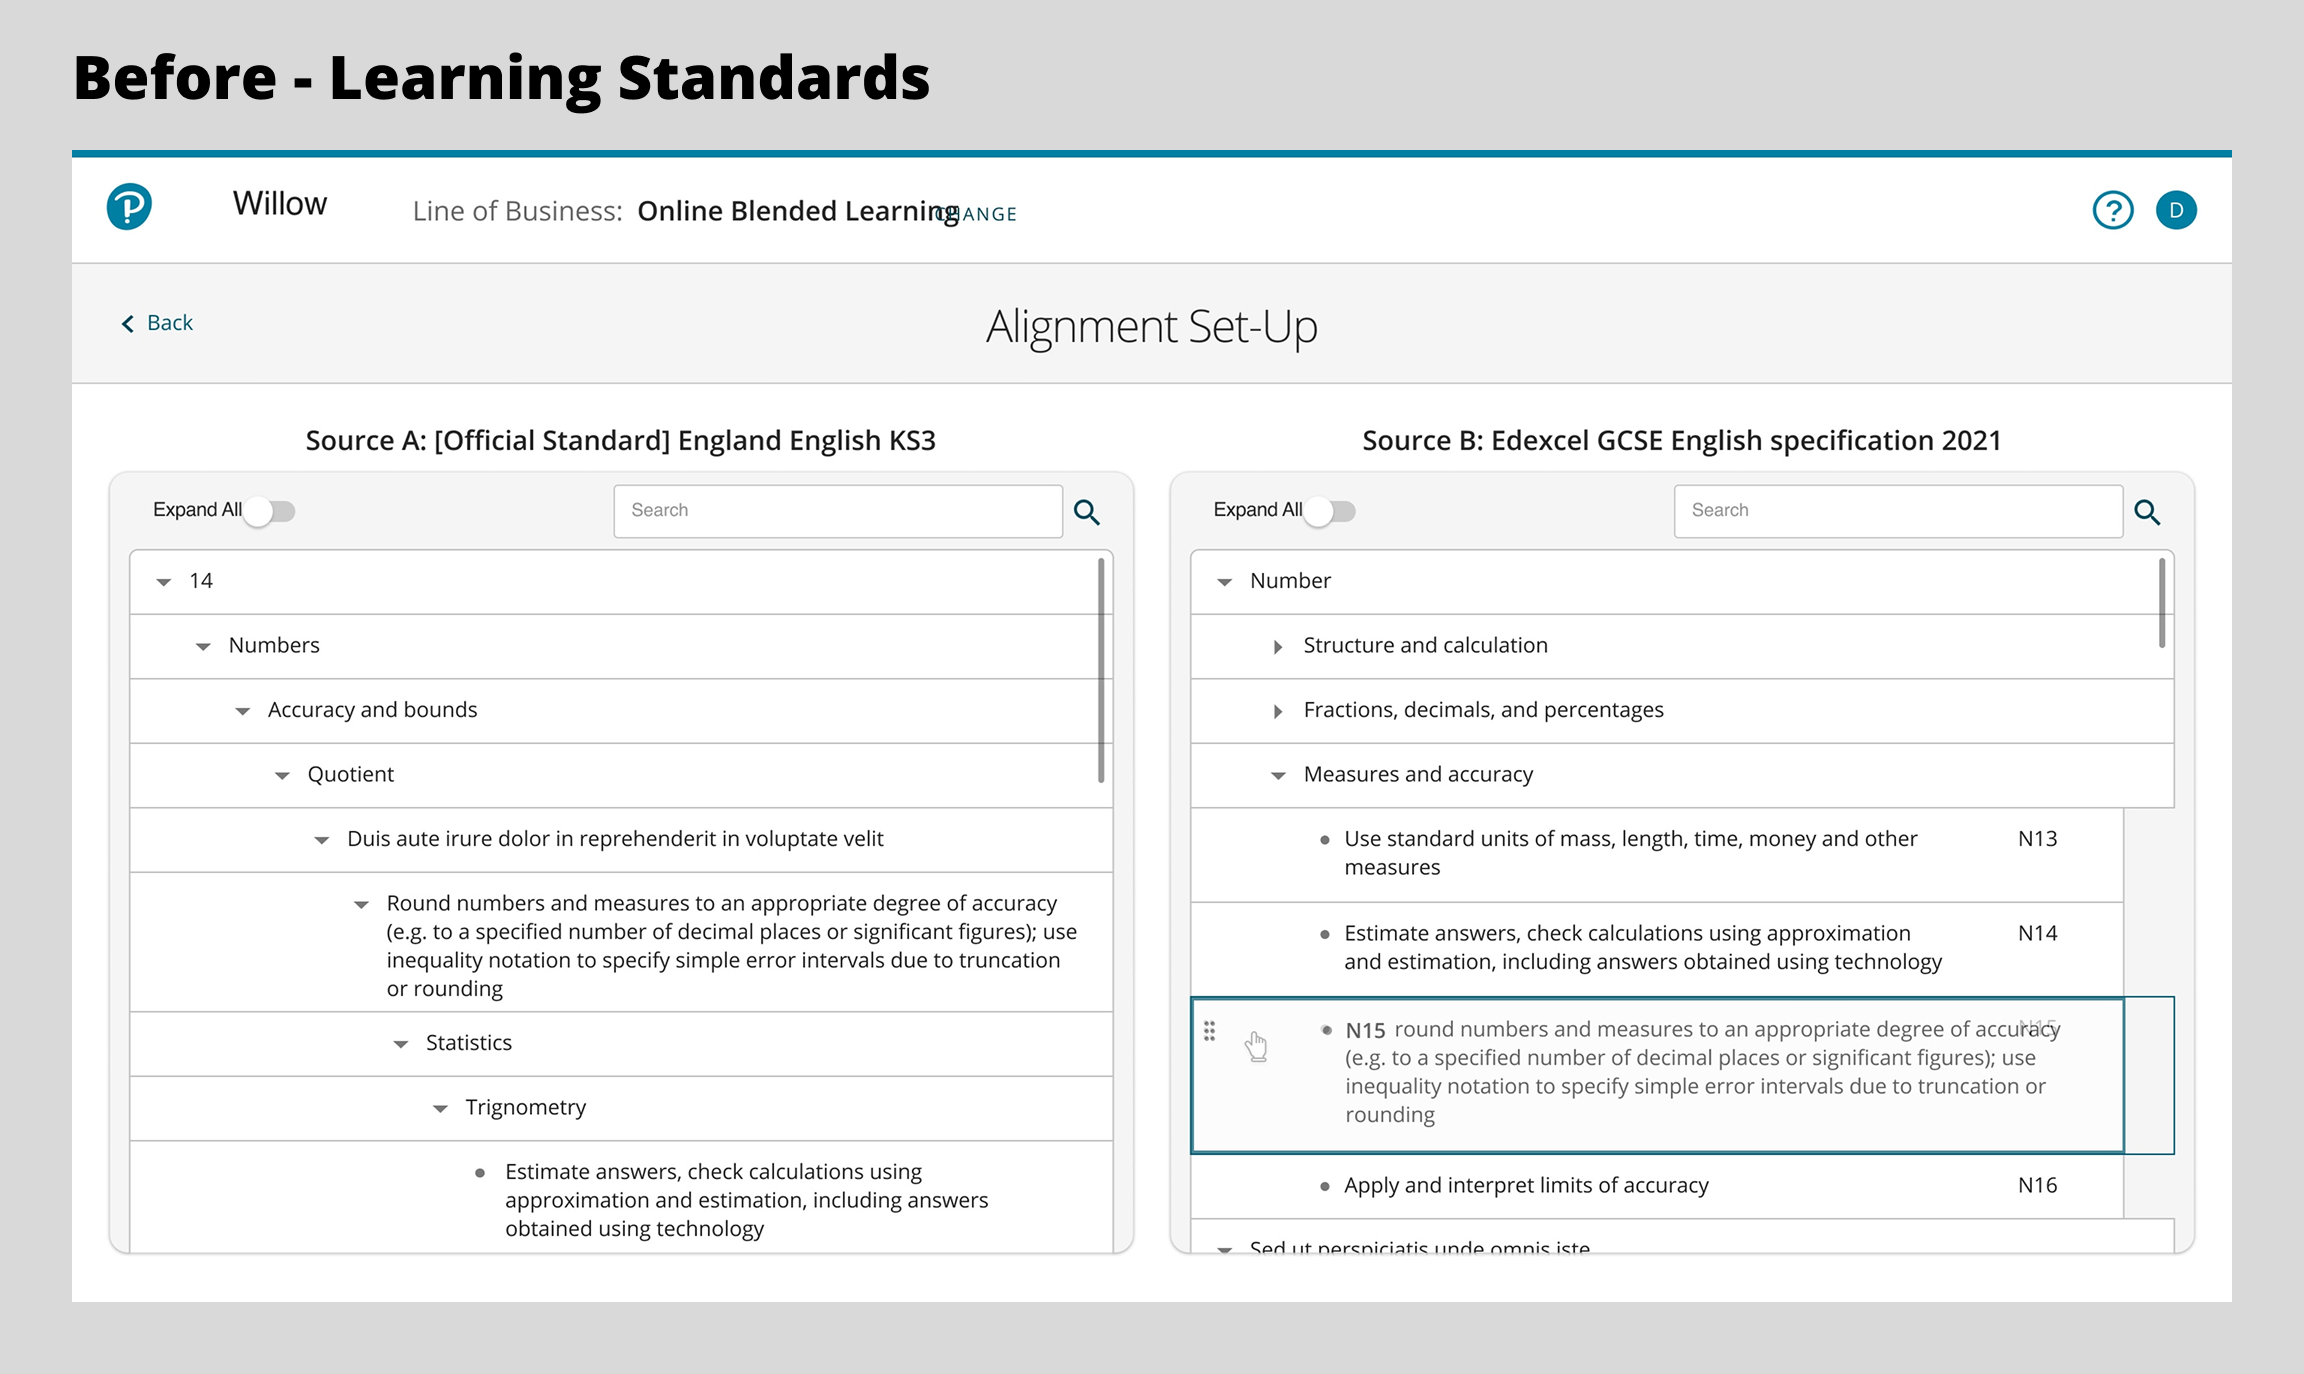 Before - Learning Standards
Willow
Line of Business: Online Blended Learning CHANGE
?
D
Back
Alignment Set-Up
Source A: [Official Standard] England English KS3
Expand All
Search
14
Numbers
Accuracy and bounds
Quotient
Duis aute irure dolor in reprehenderit in voluptate velit
Round numbers and measures to an appropriate degree of accuracy
(e.g. to a specified number of decimal places or significant figures); use
inequality notation to specify simple error intervals due to truncation
or rounding
Statistics
Trignometry
Estimate answers, check calculations using
approximation and estimation, including answers
obtained using technology
Source B: Edexcel GCSE English specification 2021
Expand All
Search
Number
Structure and calculation
Fractions, decimals, and percentages
Measures and accuracy
Use standard units of mass, length, time, money and other
measures
N13
Estimate answers, check calculations using approximation
and estimation, including answers obtained using technology
N14
N15 round numbers and measures to an appropriate degree of accuracy
(e.g. to a specified number of decimal places or significant figures); use
inequality notation to specify simple error intervals due to truncation or
rounding
N15
Apply and interpret limits of accuracy
N16
Sed ut perspiciatis unde omnis iste